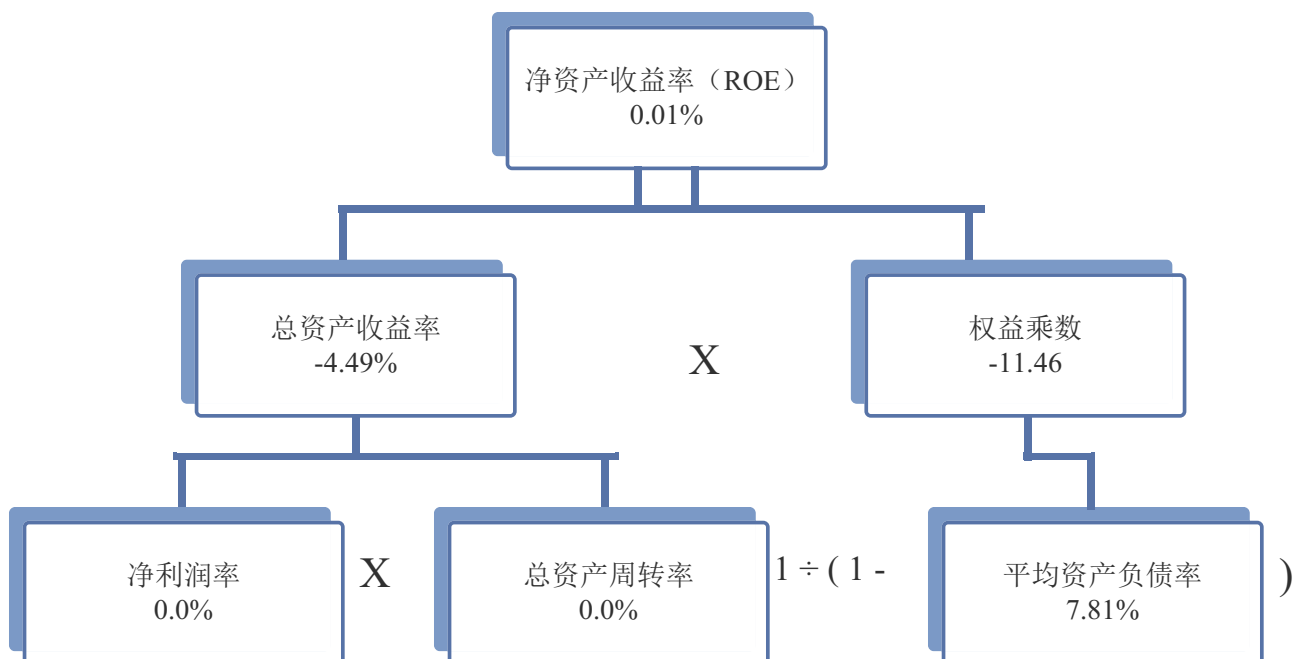 净资产收益率（ROE）
0.01%
总资产收益率
-4.49%
X
权益乘数
-11.46
净利润率
0.0%
X
总资产周转率
0.0%
1 ÷ ( 1 -
平均资产负债率
7.81%
)